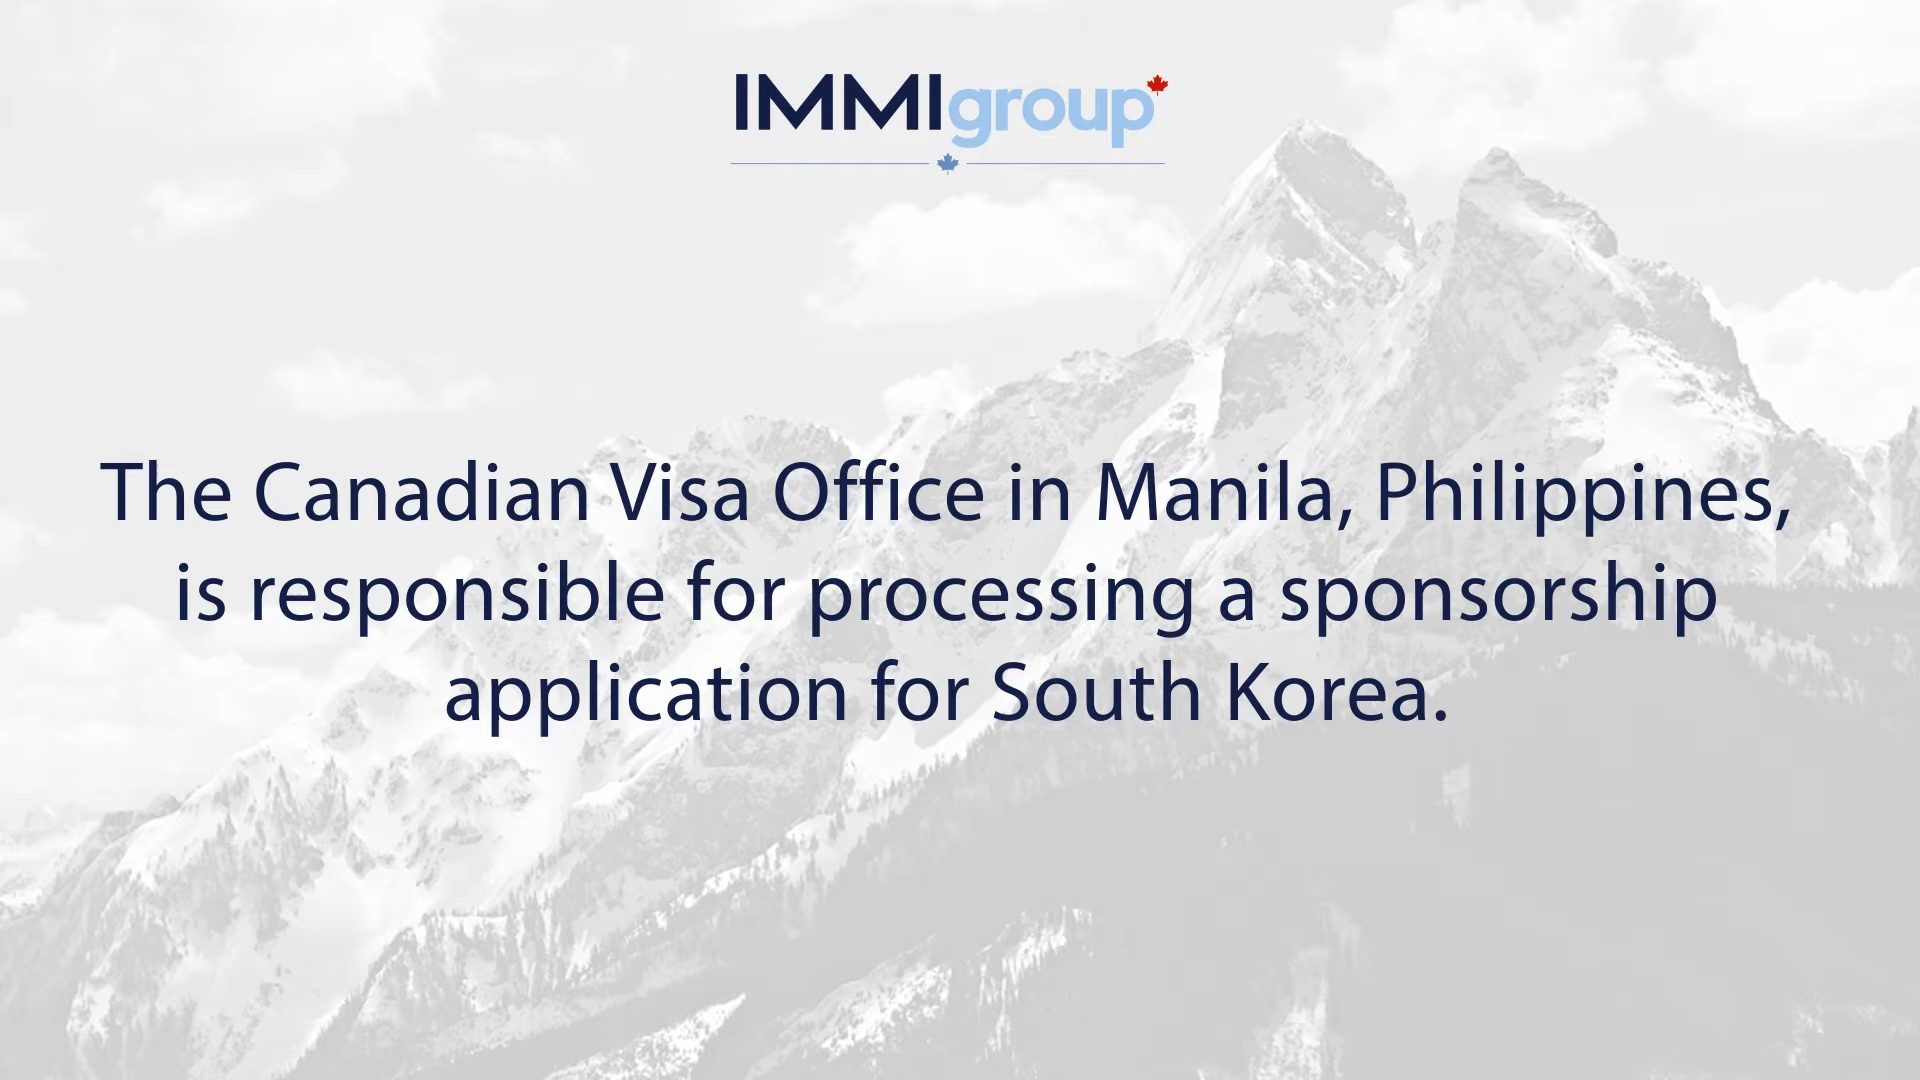 IMMIgroup
The Canadian Visa Office in Manila, Philippines,
is responsible for processing a sponsorship
application for South Korea.